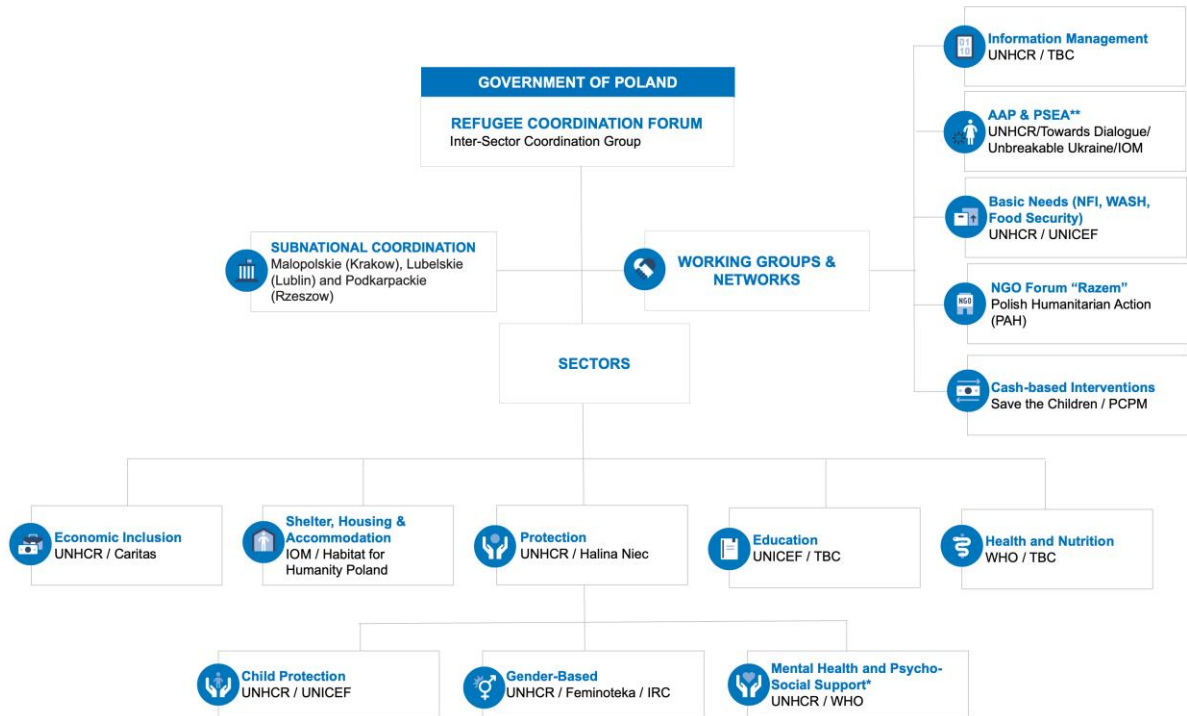 GOVERNMENT OF POLAND
REFUGEE COORDINATION FORUM
Inter-Sector Coordination Group
SUBNATIONAL COORDINATION
Malopolskie (Krakow), Lubelskie
(Lublin) and Podkarpackie
(Rzeszow)
WORKING GROUPS &
NETWORKS
Information Management
UNHCR / TBC
AAP & PSEA**
UNHCR/Towards Dialogue/
Unbreakable Ukraine/IOM
Basic Needs (NFI, WASH,
Food Security)
UNHCR / UNICEF
NGO
NGO Forum “Razem”
Polish Humanitarian Action
(PAH)
Cash-based Interventions
Save the Children / PCPM
SECTORS
Economic Inclusion
UNHCR / Caritas
Shelter, Housing &
Accommodation
IOM / Habitat for
Humanity Poland
Protection
UNHCR / Halina Niec
Education
UNICEF / TBC
Health and Nutrition
WHO / TBC
Child Protection
UNHCR / UNICEF
Gender-Based
UNHCR / Feminoteka / IRC
Mental Health and Psycho-
Social Support*
UNHCR / WHO